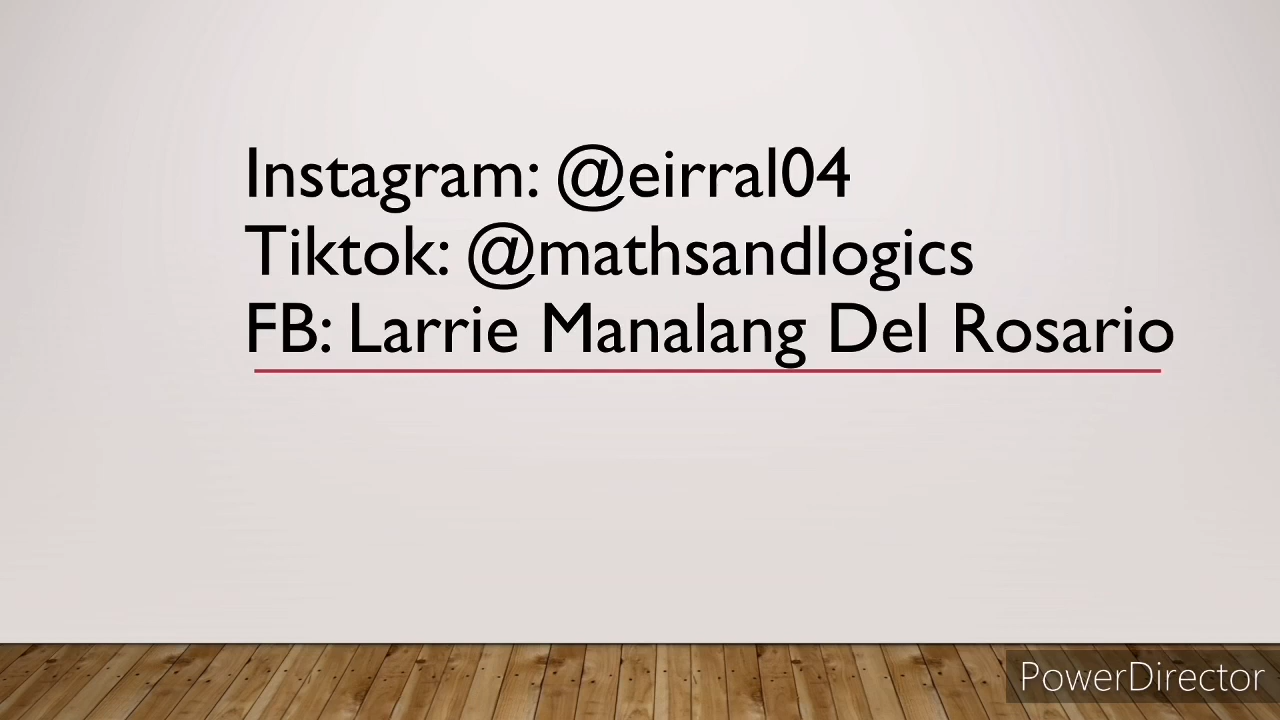 Instagram: @eirral04
Tiktok: @mathsandlogics
FB: Larrie Manalang Del Rosario
PowerDirector